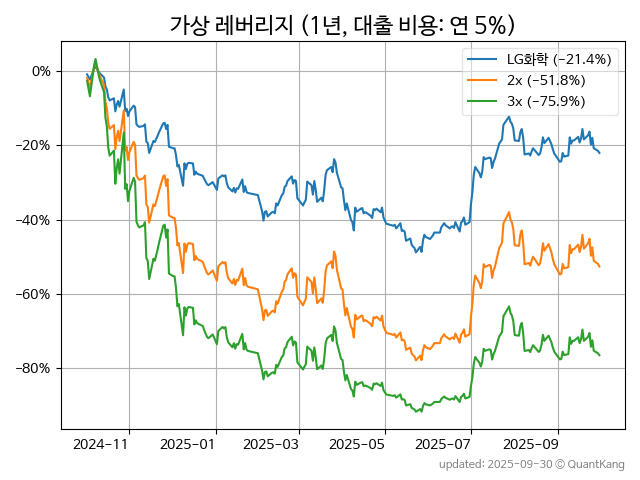 가상 레버리지 (1년, 대출 비용: 연 5%)
LG화학 (−21.4%)
2x (−51.8%)
3x (−75.9%)
0%
−20%
−40%
−60%
−80%
2024−11 2025−01 2025−03 2025−05 2025−07 2025−09
updated: 2025-09-30 © QuantKang